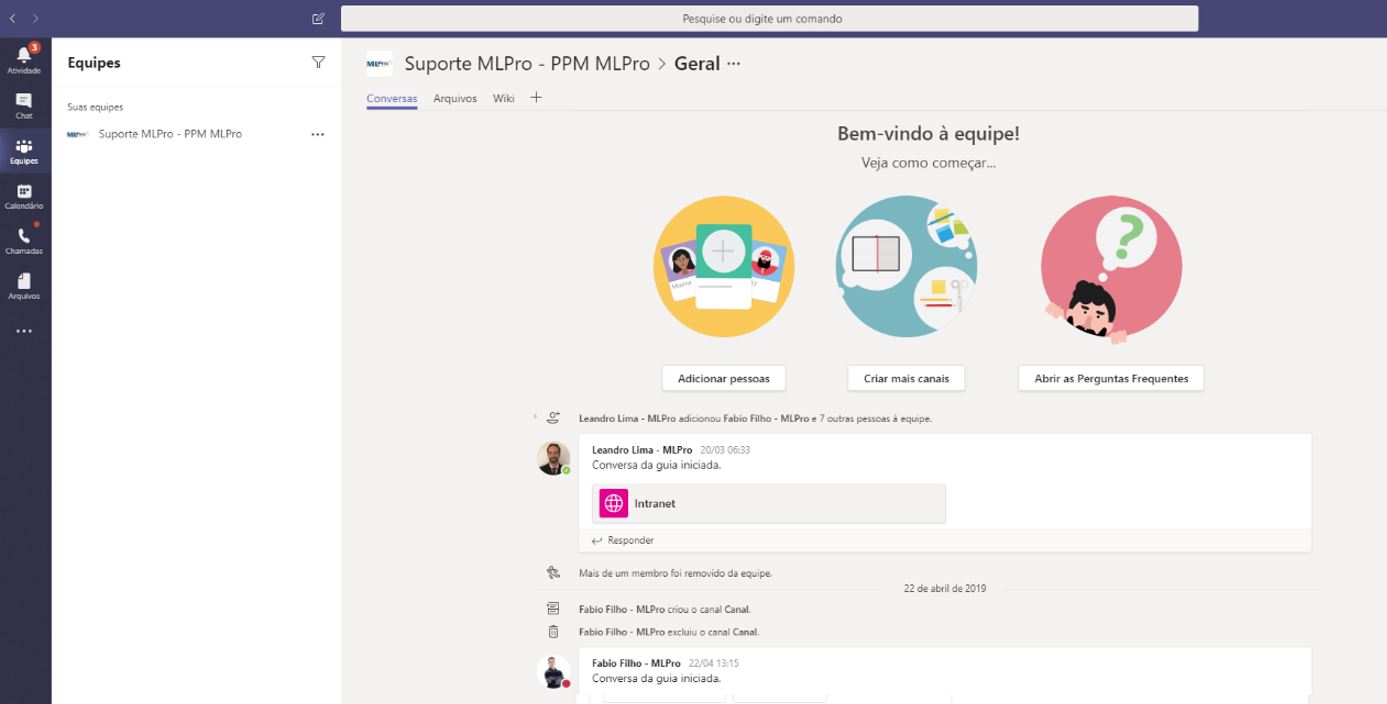 Pesquise ou digite um comando
3
Atividade
Chat
Equipes
Calendário
Chamadas
Arquivos
Equipes
Suas equipes
MLPro
Suporte MLPro - PPM MLPro
MLPro
Suporte MLPro - PPM MLPro > Geral
Conversas Arquivos Wiki
Bem-vindo à equipe!
Veja como começar...
Adicionar pessoas
Criar mais canais
Abrir as Perguntas Frequentes
Leandro Lima - MLPro adicionou Fabio Filho - MLPro e 7 outras pessoas à equipe.
Leandro Lima - MLPro 20/03 06:33
Conversa da guia iniciada.
Intranet
Responder
Mais de um membro foi removido da equipe.
22 de abril de 2019
Fabio Filho - MLPro criou o canal Canal.
Fabio Filho - MLPro excluiu o canal Canal.
Fabio Filho - MLPro 22/04 13:15
Conversa da guia iniciada.